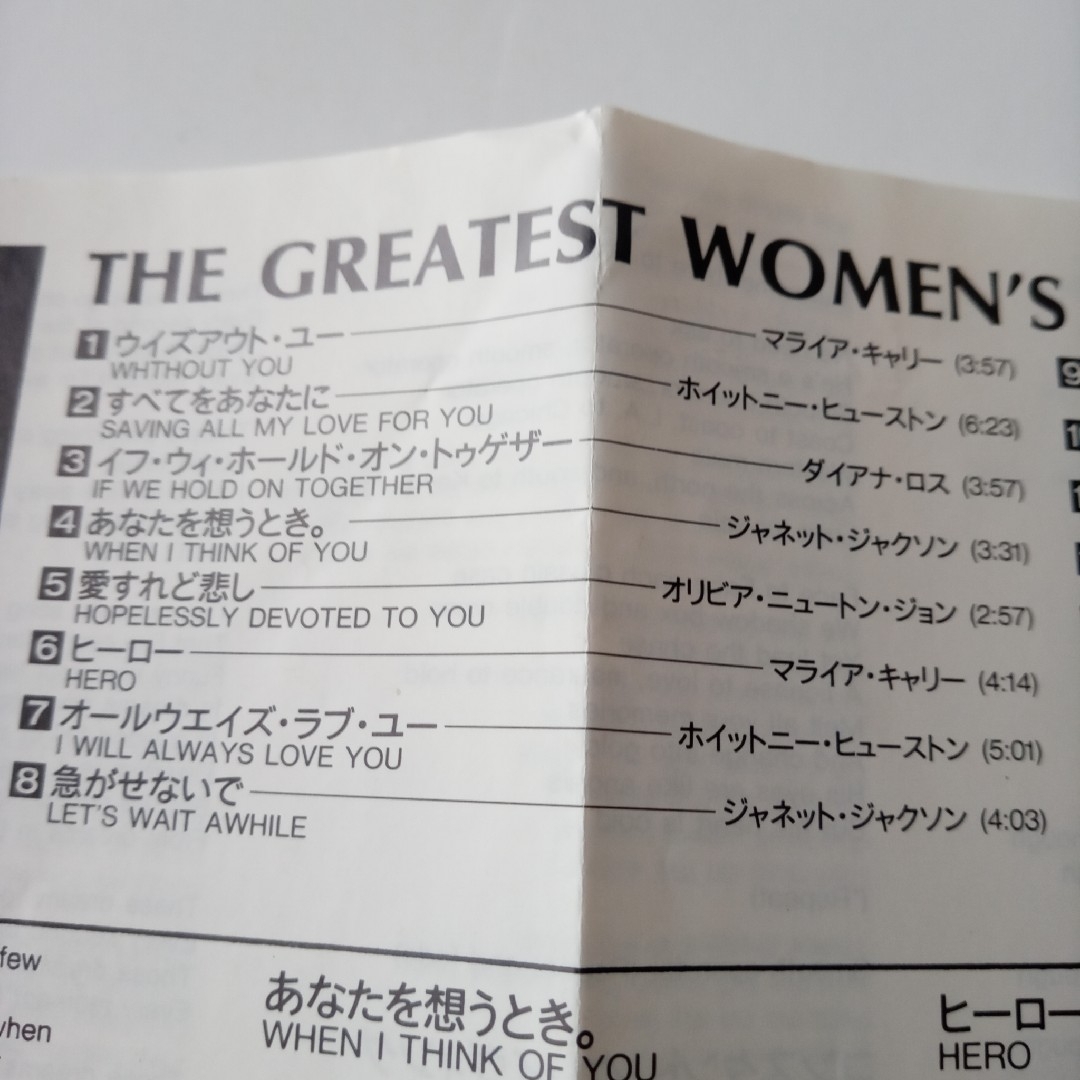 THE GREATEST WOMEN'S
1 ウイズアウト・ユー マライア・キャリー (3:57)
WHTHOUT YOU
2 すべてをあなたに ホイットニー・ヒューストン (6:23)
SAVING ALL MY LOVE FOR YOU
3 イフ・ウィ・ホールド・オン・トゥゲザー ダイアナ・ロス (3:57)
IF WE HOLD ON TOGETHER
4 あなたを想うとき。 ジャネット・ジャクソン (3:31)
WHEN I THINK OF YOU
5 愛すれど悲し オリビア・ニュートン・ジョン (2:57)
HOPELESSLY DEVOTED TO YOU
6 ヒーロー マライア・キャリー (4:14)
HERO
7 オールウエイズ・ラブ・ユー ホイットニー・ヒューストン (5:01)
I WILL ALWAYS LOVE YOU
8 急がせないで ジャネット・ジャクソン (4:03)
LET'S WAIT AWHILE
9
few
when
あなたを想うとき。
WHEN I THINK OF YOU
ヒーロー
HERO